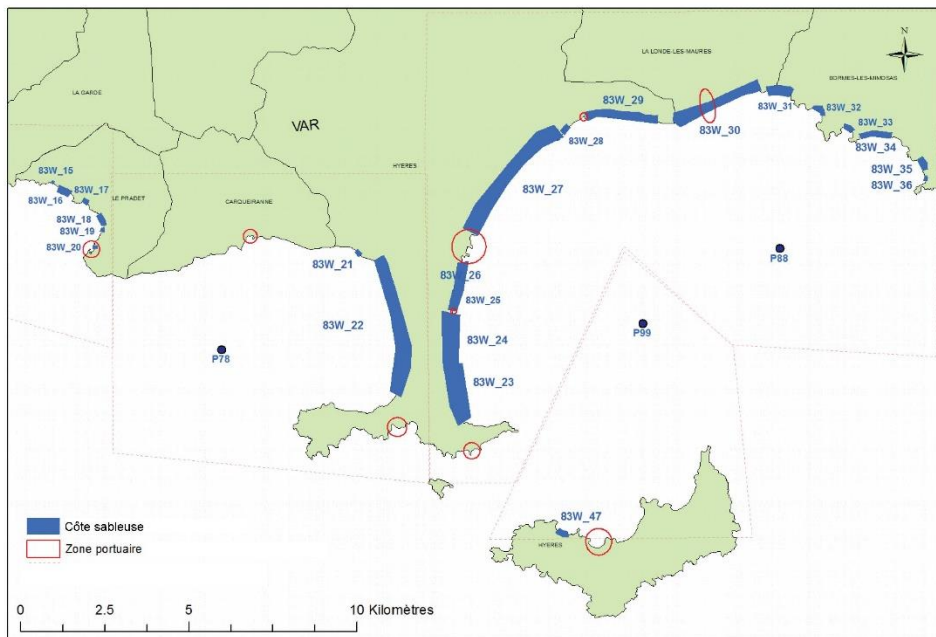 LA LONDE-LES-MAURES
N
LA GARDE
BORMES-LES-MIMOSAS
VAR
83W_29
83W_31
83W_32
83W_30
83W_33
83W_28
83W_34
HYERES
83W_15
83W_35
83W_17
83W_27
83W_36
83W_16
LE PRADET
CARQUEIRANNE
83W_18
83W_19
83W_20
P88
83W_21
83W_26
83W_25
83W_22
P99
83W_24
P78
83W_23
83W_47
Côte sableuse
HYERES
Zone portuaire
0 2.5 5 10 Kilomètres